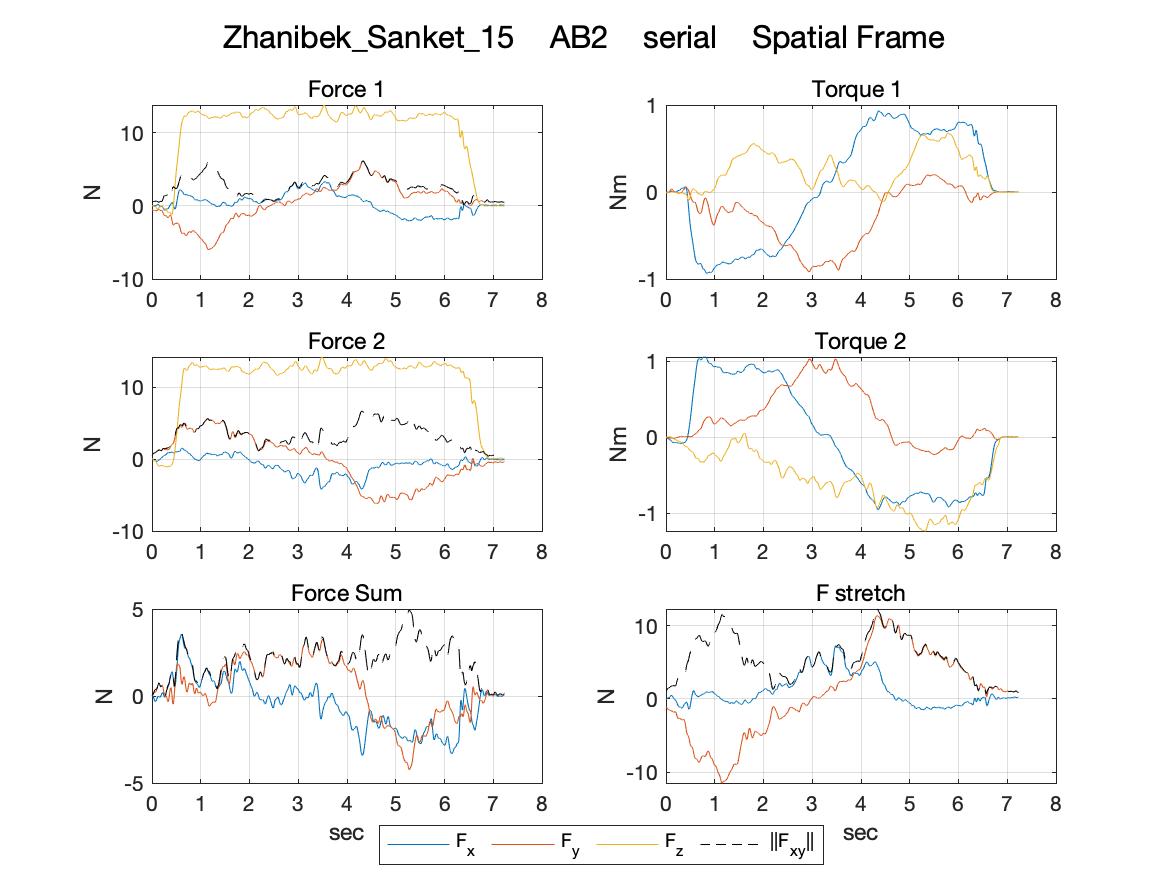 Zhanibek_Sanket_15 AB2 serial Spatial Frame
Force 1
N
10
0
-10
0 1 2 3 4 5 6 7 8
Torque 1
Nm
1
0
-1
0 1 2 3 4 5 6 7 8
Force 2
N
10
0
-10
0 1 2 3 4 5 6 7 8
Torque 2
Nm
1
0
-1
0 1 2 3 4 5 6 7 8
Force Sum
N
5
0
-5
0 1 2 3 4 5 6 7 8
sec
F stretch
N
10
0
-10
0 1 2 3 4 5 6 7 8
sec
F_x F_y F_z ||F_xy||